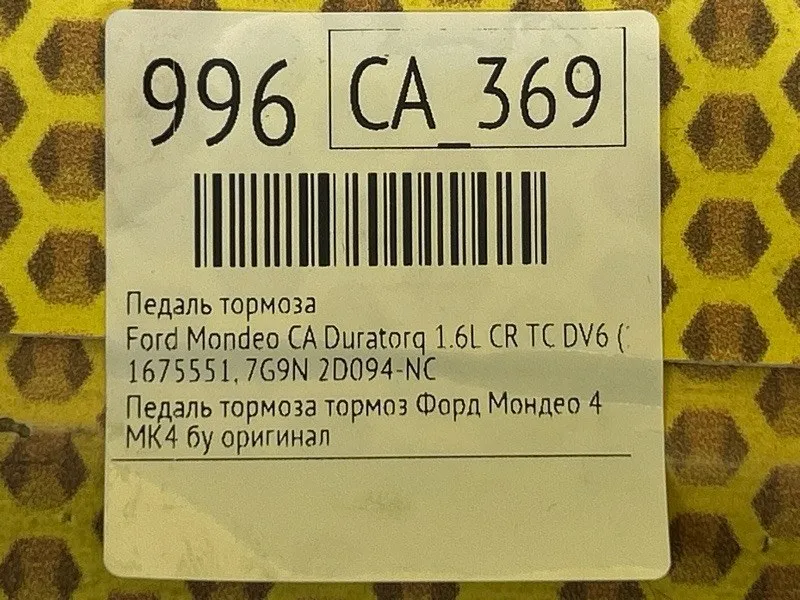 996 CA_369
Педаль тормоза
Ford Mondeo CA Duratorq 1.6L CR TC DV6 (
1675551, 7G9N 2D094-NC
Педаль тормоза тормоз Форд Мондео 4
МК4 бу оригинал